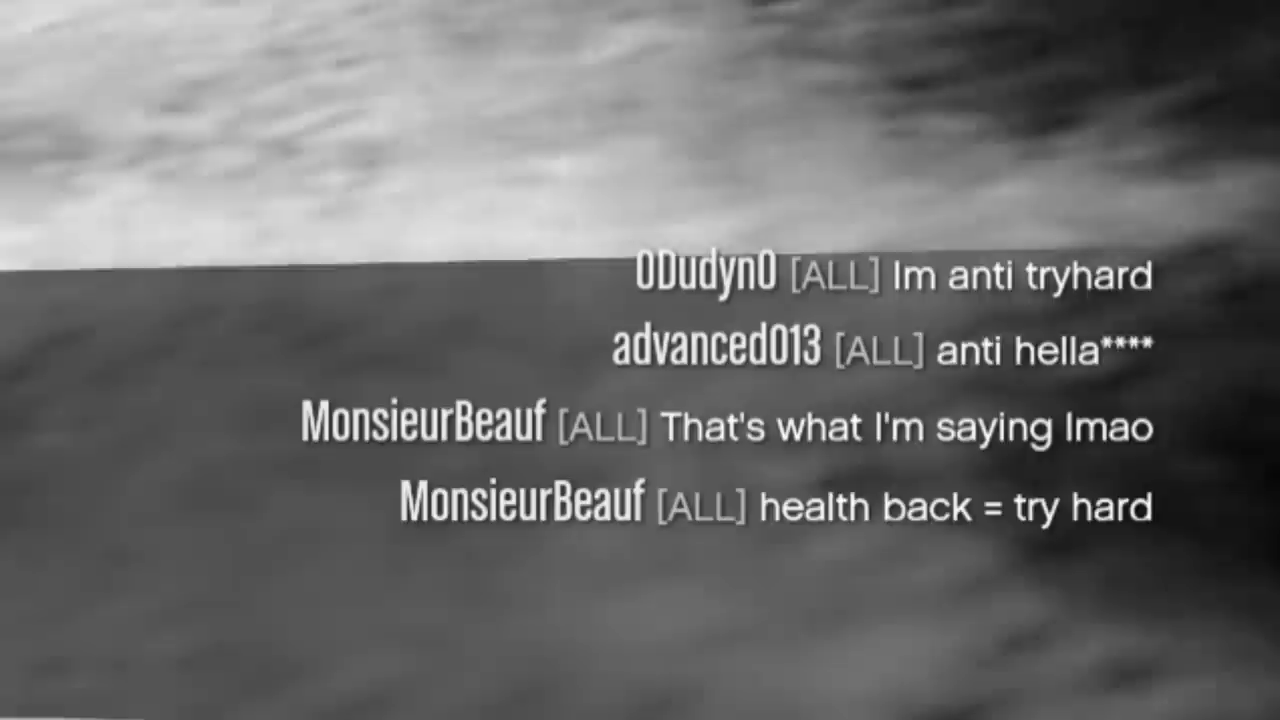 0Dudyn0 [ALL] Im anti tryhard
advanced013 [ALL] anti hella****
MonsieurBeauf [ALL] That's what I'm saying lmao
MonsieurBeauf [ALL] health back = try hard